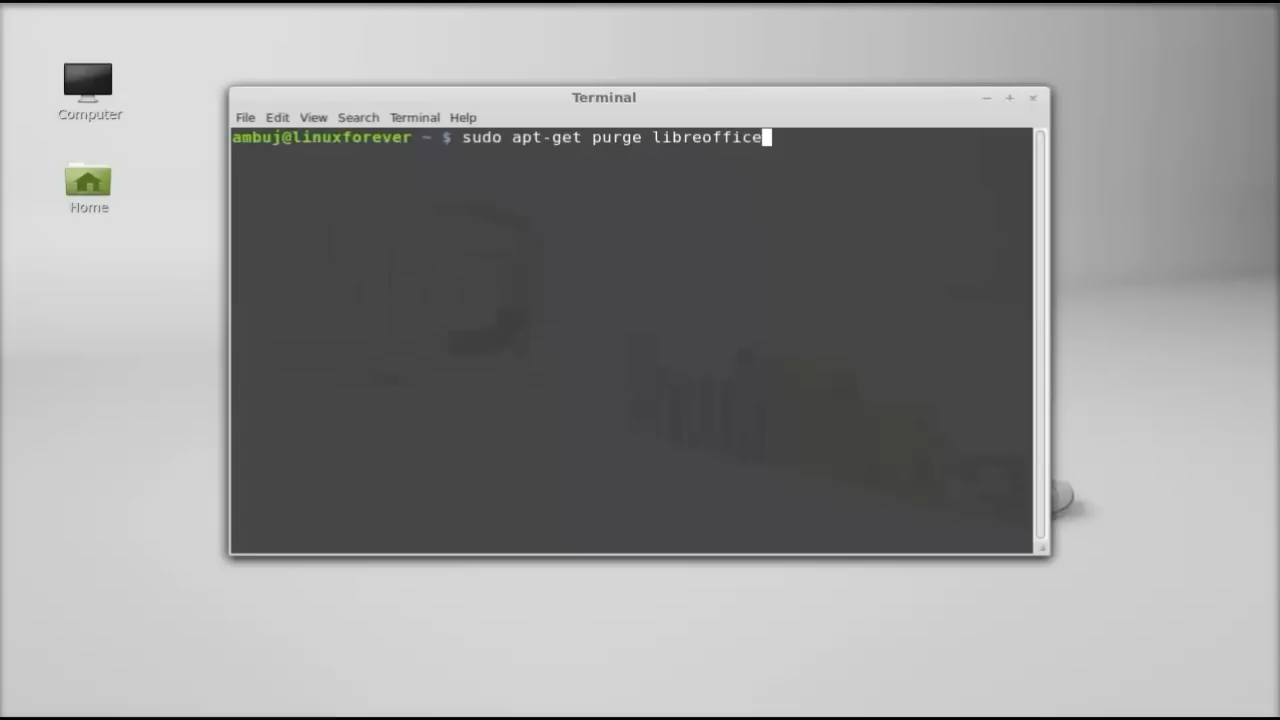 Computer
Home
Terminal
File Edit View Search Terminal Help
ambuj@linuxforever ~ $ sudo apt-get purge libreoffice